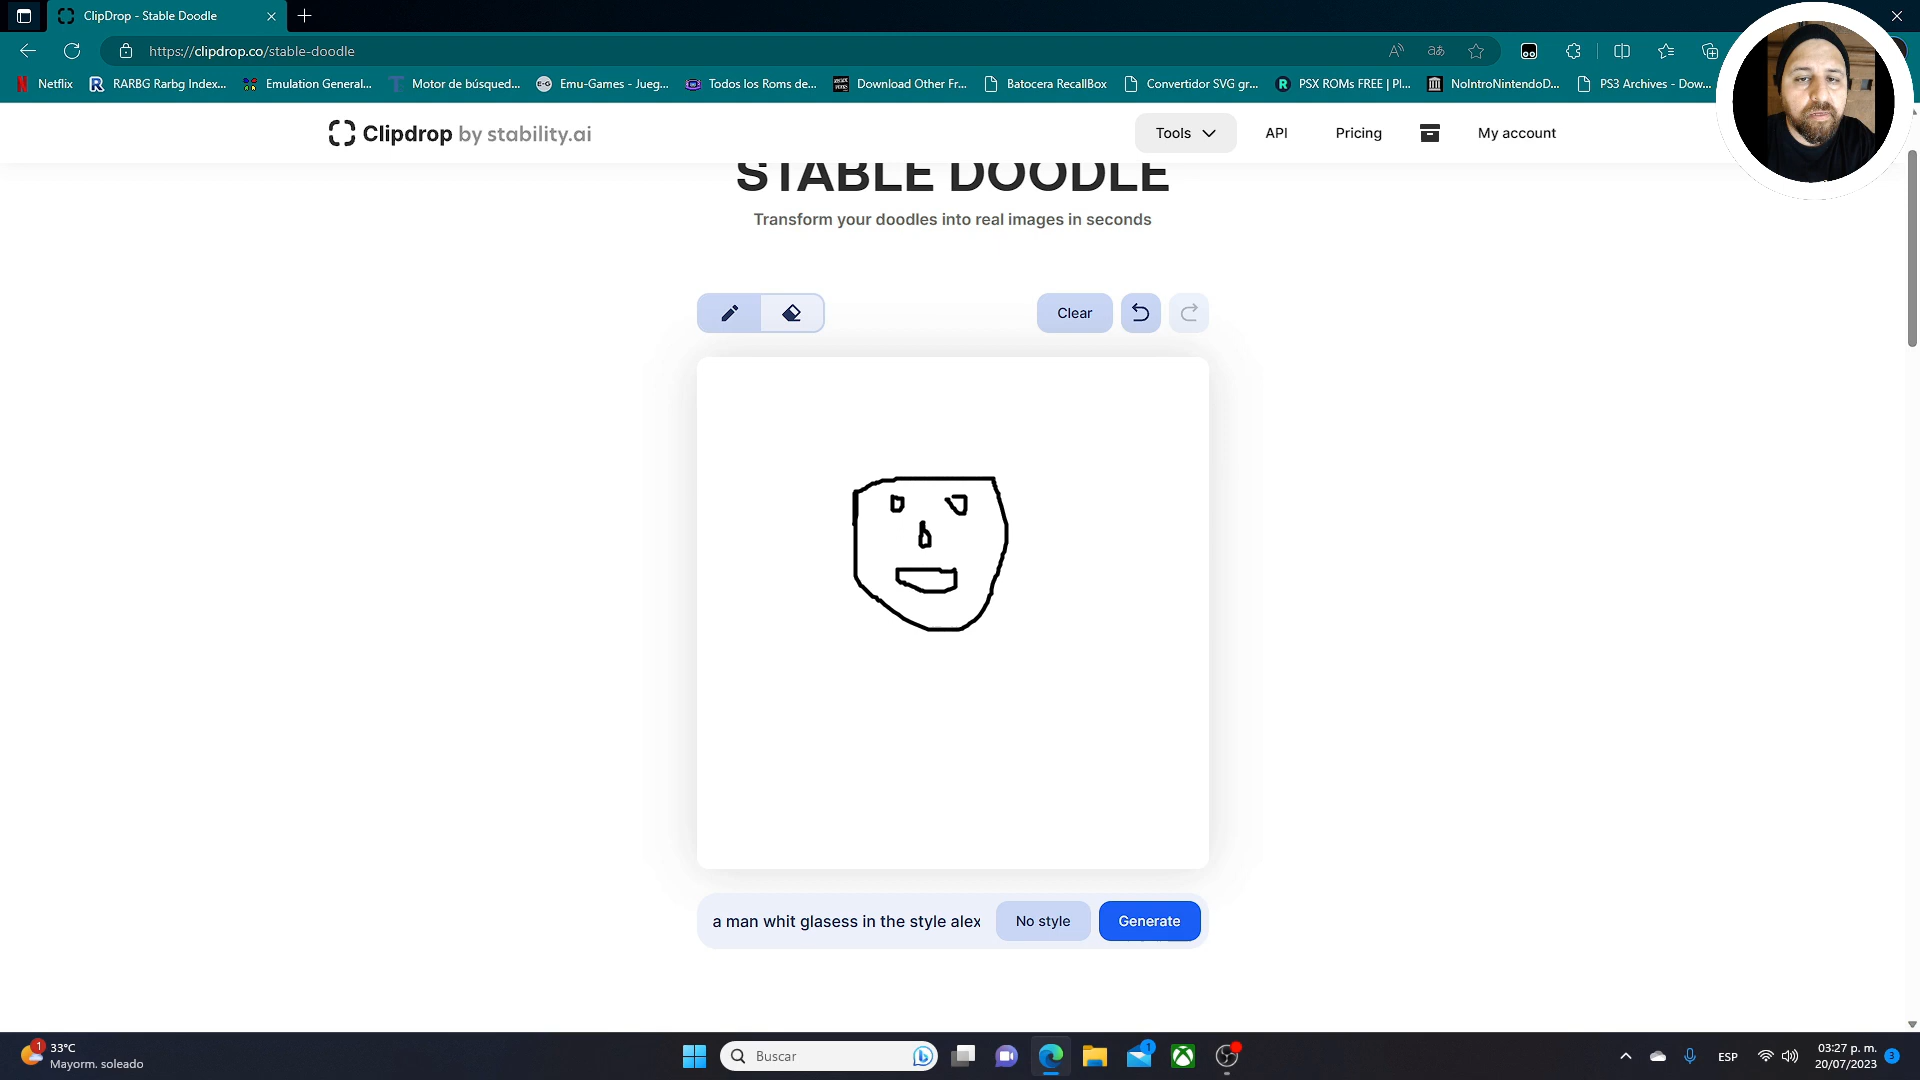 ClipDrop - Stable Doodle
https://clipdrop.co/stable-doodle
Netflix
RARBG Rarbg Index...
Emulation General...
Motor de búsqued...
Emu-Games - Jueg...
Todos los Roms de...
Download Other Fr...
Batocera RecallBox
Convertidor SVG gr...
PSX ROMs FREE | Pl...
NoIntroNintendoD...
PS3 Archives - Dow...
Clipdrop by stability.ai
Tools
API
Pricing
My account
STABLE DOODLE
Transform your doodles into real images in seconds
Clear
a man whit glasess in the style alex
No style
Generate
1
33°C
Mayorm. soleado
Buscar
1
ESP
03:27 p. m.
20/07/2023
3